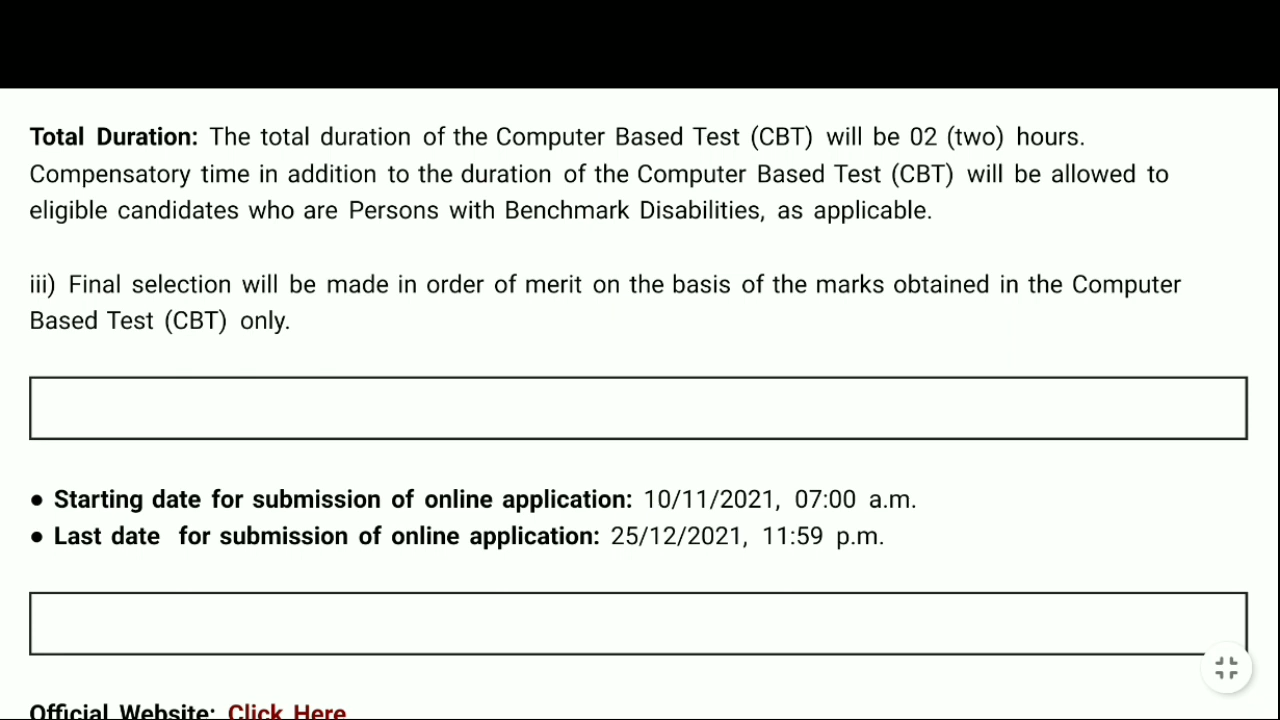 Total Duration: The total duration of the Computer Based Test (CBT) will be 02 (two) hours.
Compensatory time in addition to the duration of the Computer Based Test (CBT) will be allowed to
eligible candidates who are Persons with Benchmark Disabilities, as applicable.
iii) Final selection will be made in order of merit on the basis of the marks obtained in the Computer
Based Test (CBT) only.
● Starting date for submission of online application: 10/11/2021, 07:00 a.m.
● Last date for submission of online application: 25/12/2021, 11:59 p.m.
Official Website: Click Here